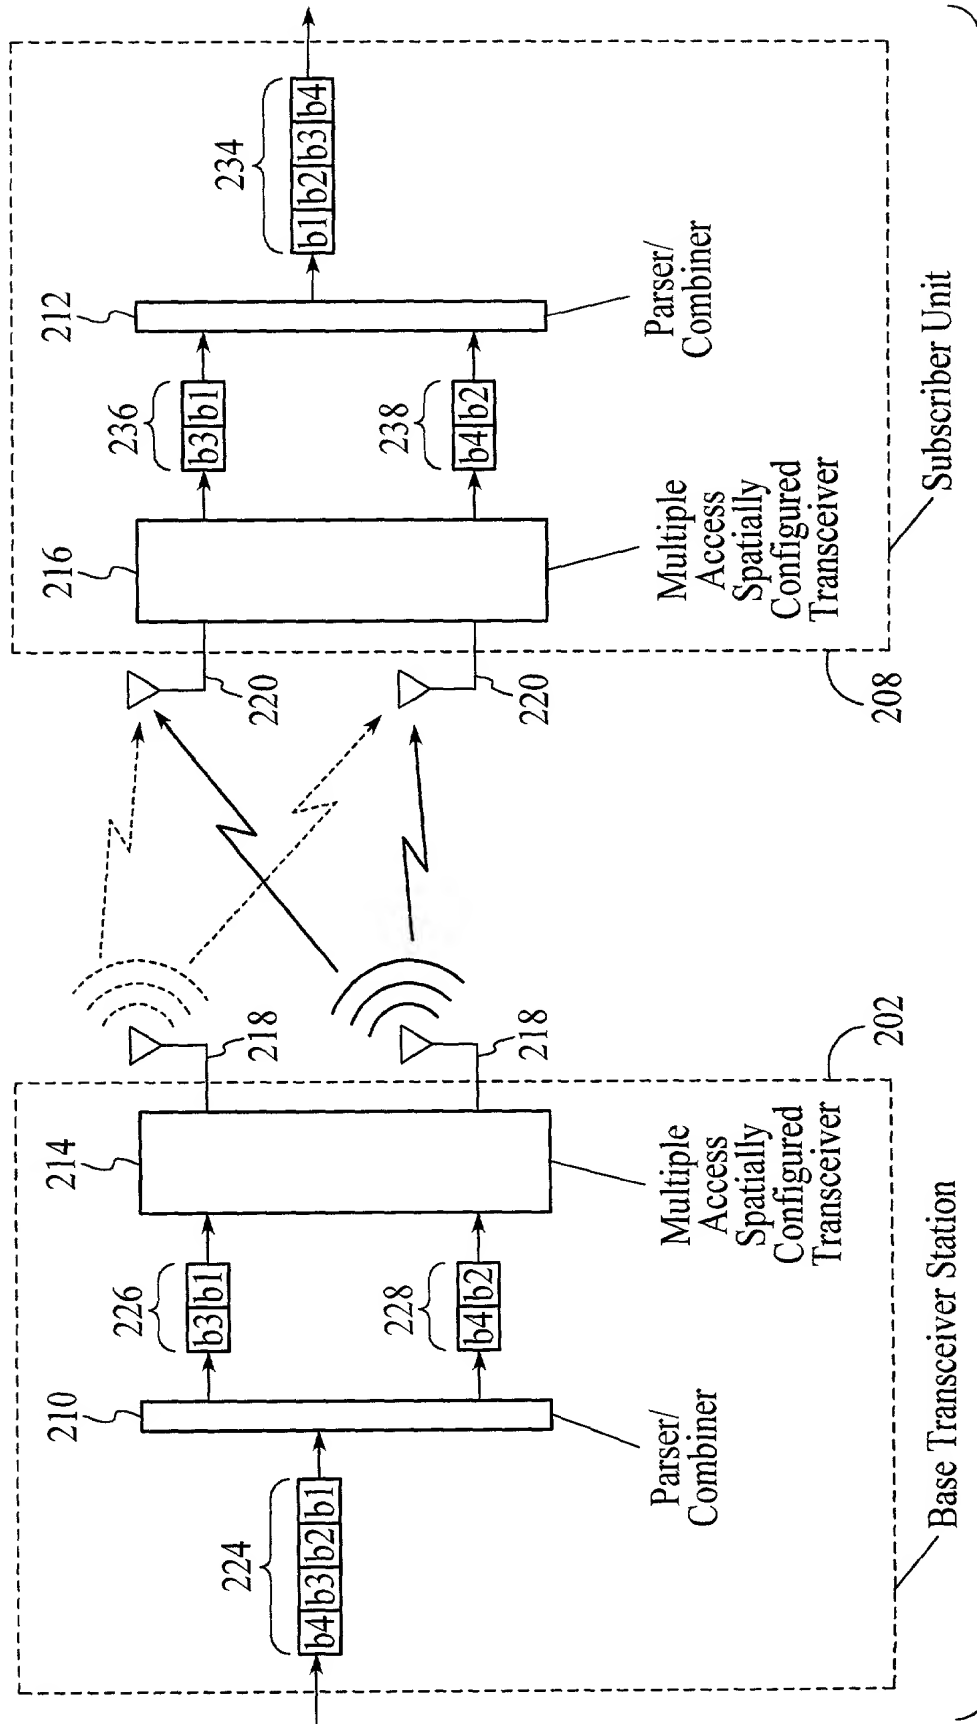 224
b4 b3 b2 b1
210
226
b3 b1
228
b4 b2
Parser/
Combiner
214
Multiple
Access
Spatially
Configured
Transceiver
218
218
202
Base Transceiver Station
220
220
208
216
Multiple
Access
Spatially
Configured
Transceiver
236
b3 b1
238
b4 b2
212
Parser/
Combiner
234
b1 b2 b3 b4
Subscriber Unit